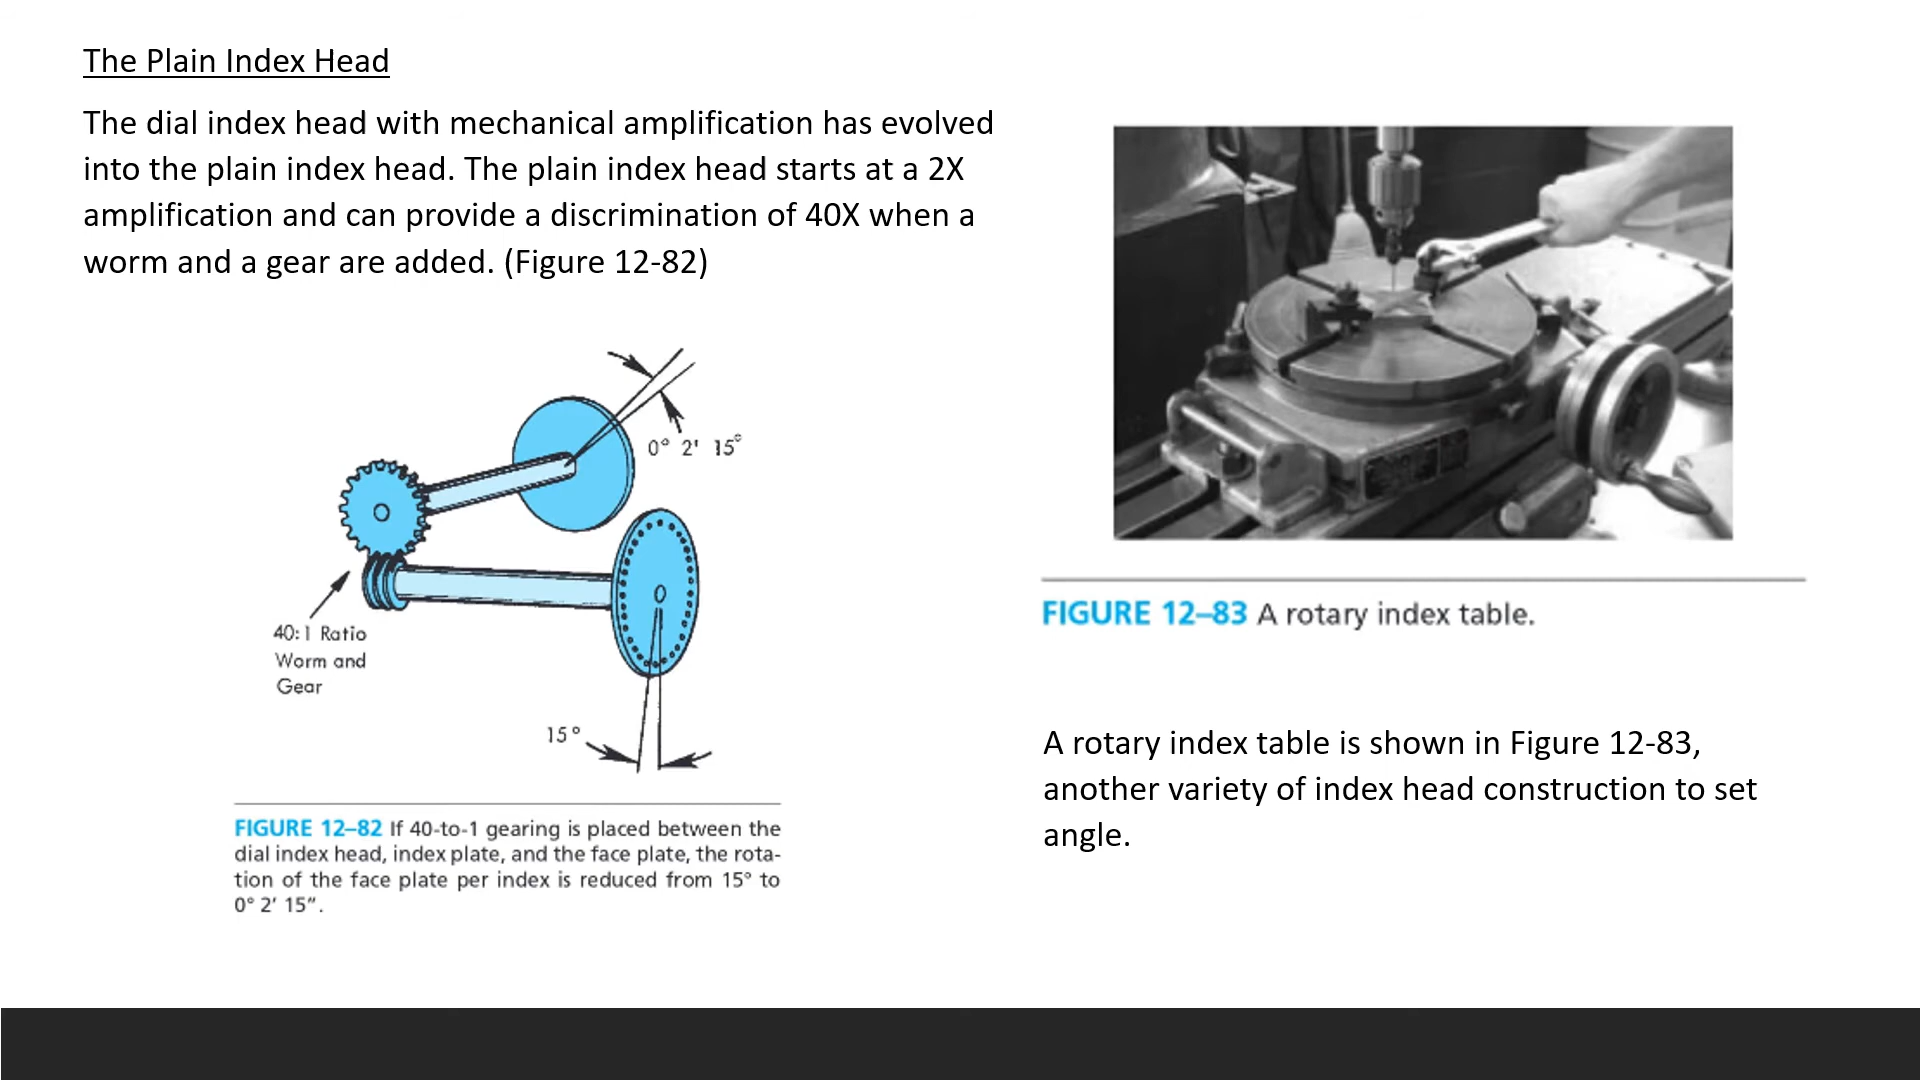 The Plain Index Head
The dial index head with mechanical amplification has evolved
into the plain index head. The plain index head starts at a 2X
amplification and can provide a discrimination of 40X when a
worm and a gear are added. (Figure 12-82)
0° 2' 15°
40:1 Ratio
Worm and
Gear
15°
FIGURE 12–82 If 40-to-1 gearing is placed between the
dial index head, index plate, and the face plate, the rota-
tion of the face plate per index is reduced from 15° to
0° 2′ 15″.
FIGURE 12–83 A rotary index table.
A rotary index table is shown in Figure 12-83,
another variety of index head construction to set
angle.